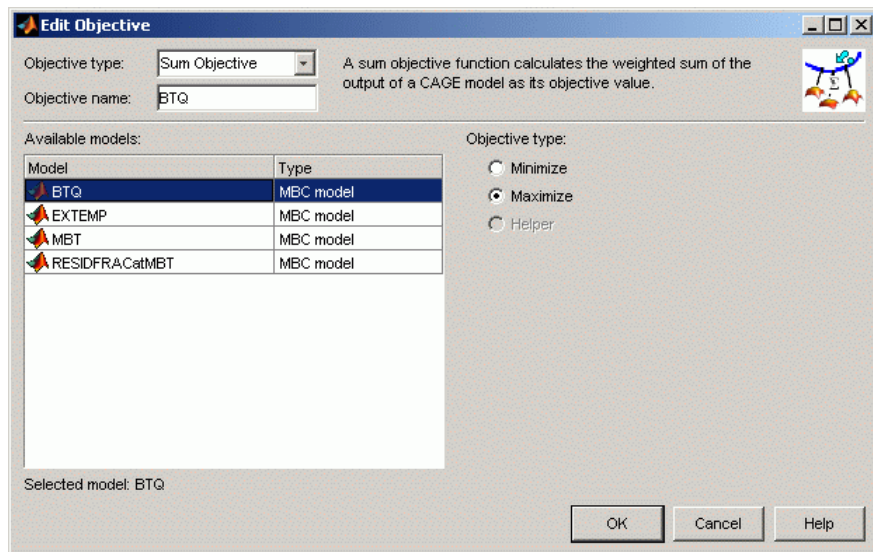 Edit Objective
Objective type: Sum Objective
A sum objective function calculates the weighted sum of the
output of a CAGE model as its objective value.
Objective name: BTQ
Available models:
Model Type
BTQ MBC model
EXTEMP MBC model
MBT MBC model
RESIDFRACatMBT MBC model
Selected model: BTQ
Objective type:
Minimize
Maximize
Helper
OK Cancel Help